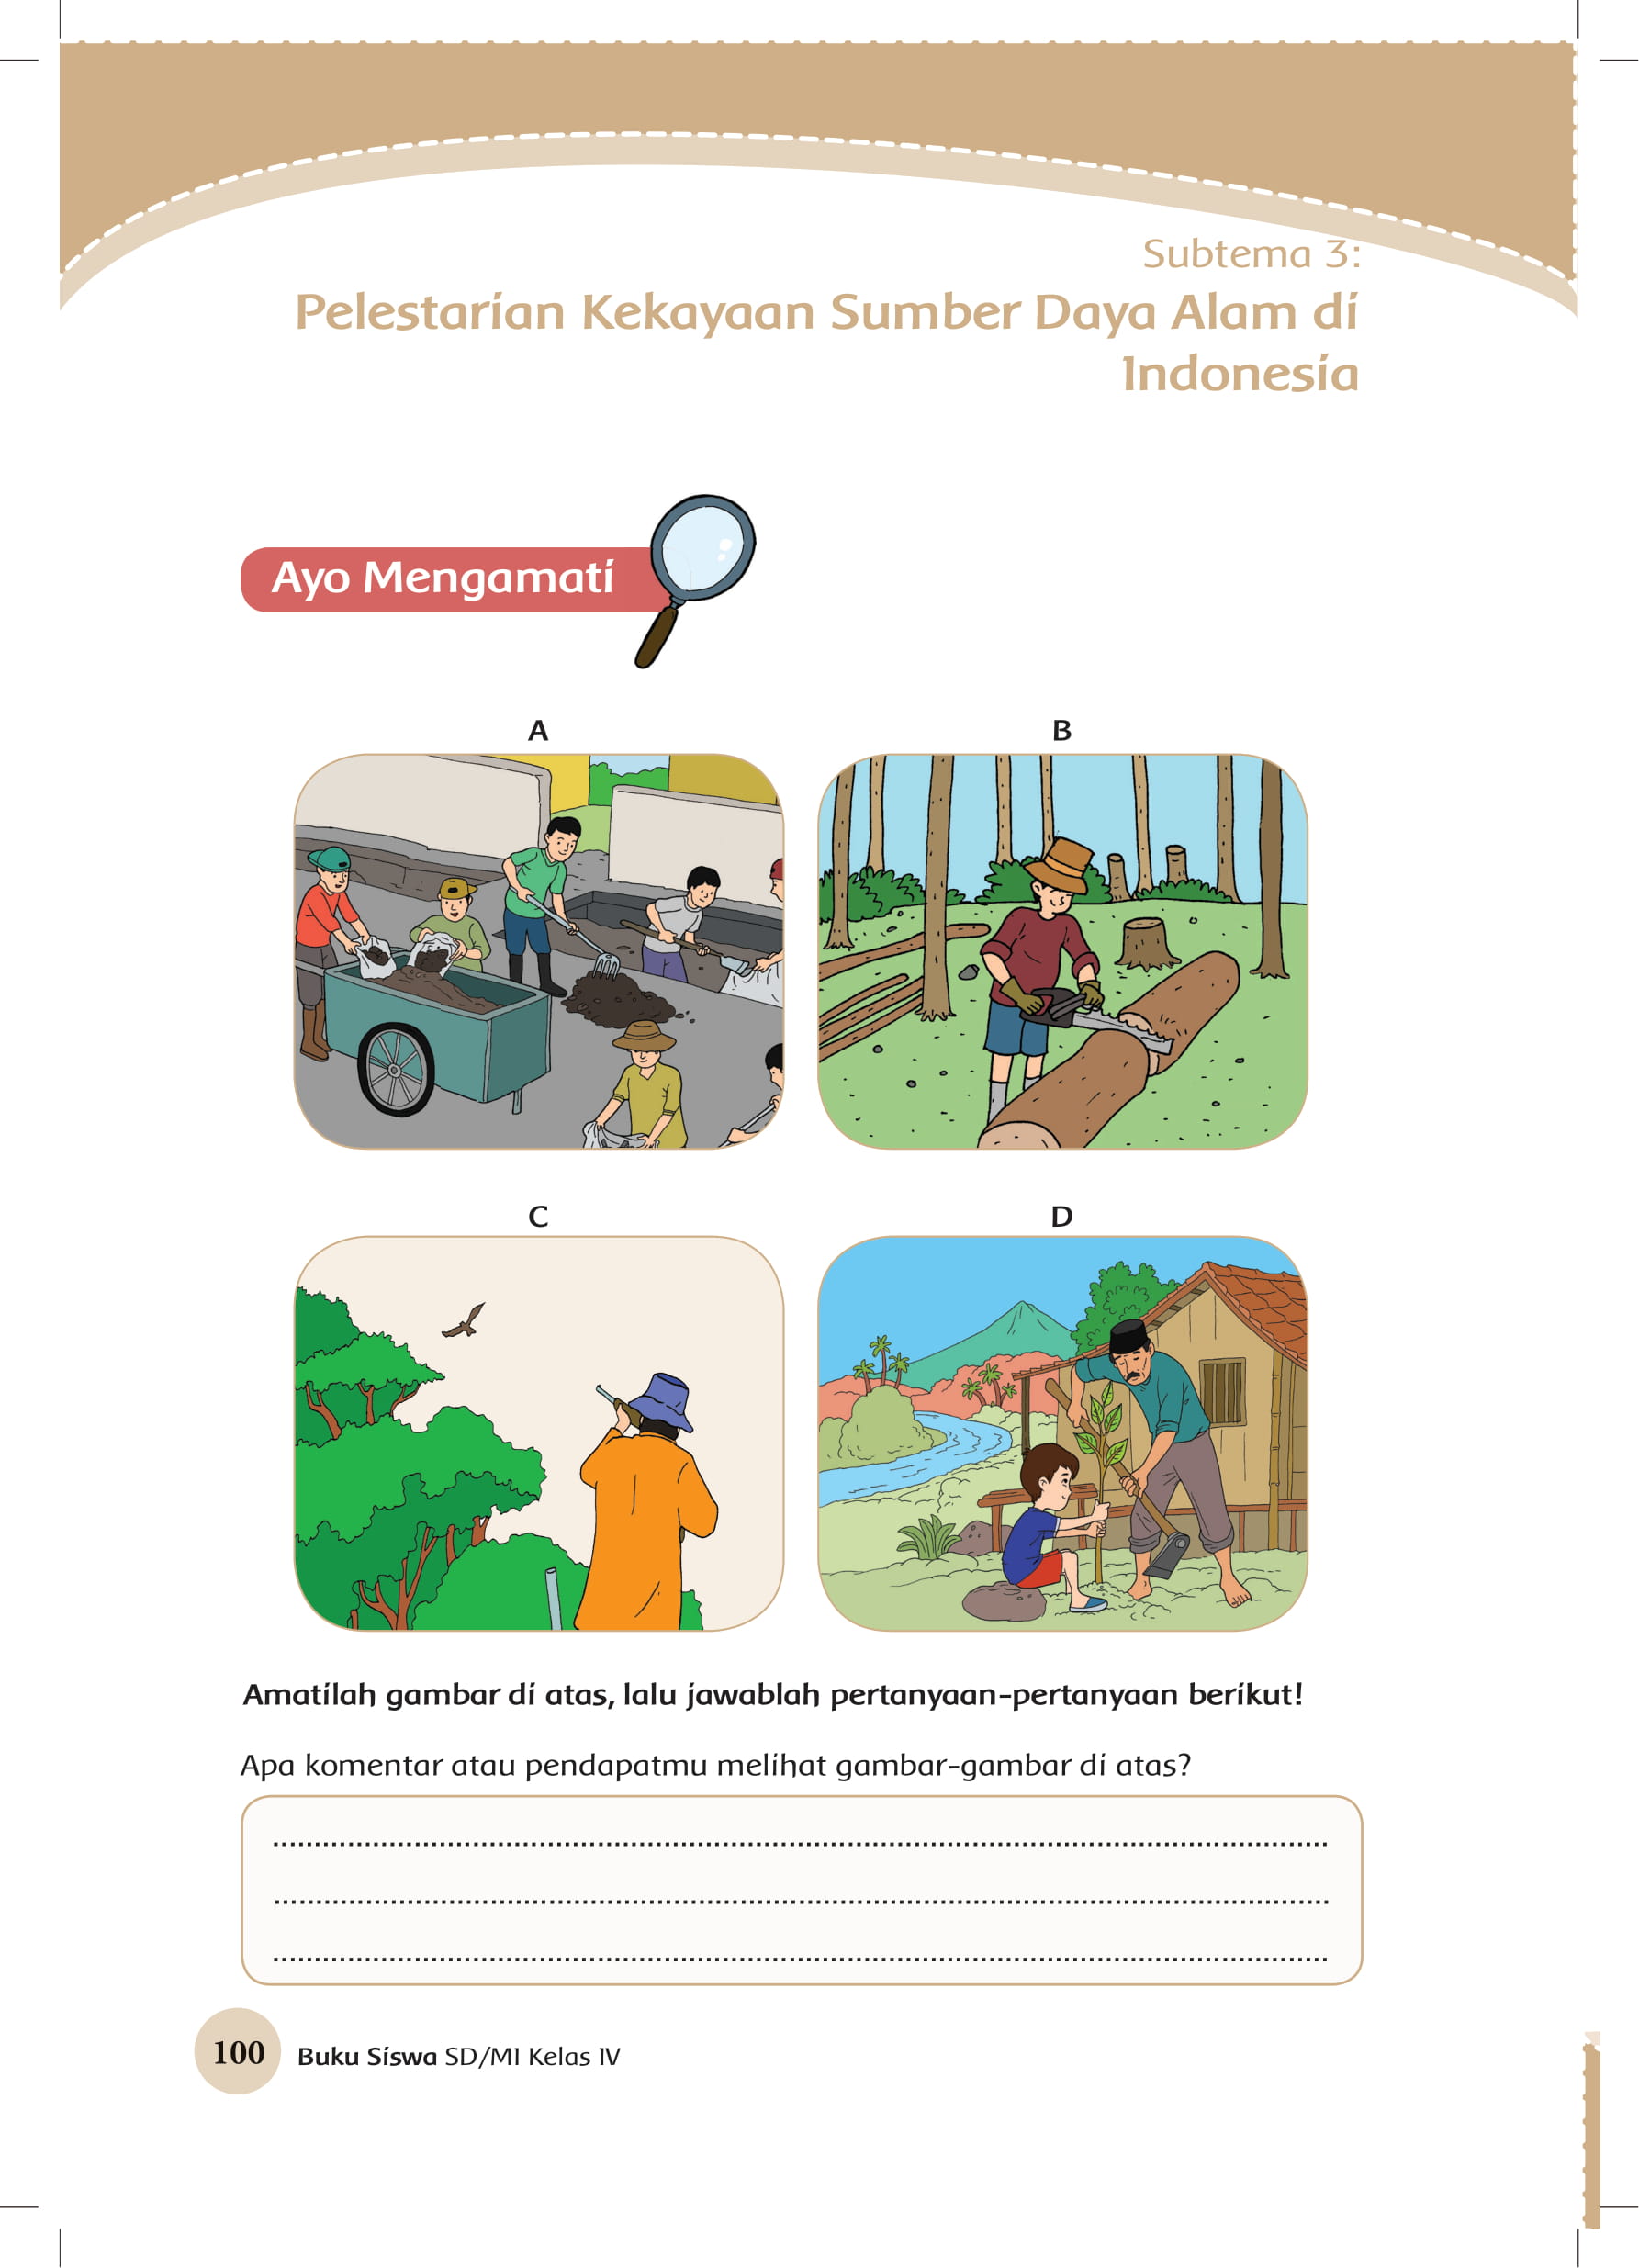 Subtema 3:
Pelestarian Kekayaan Sumber Daya Alam di
Indonesia
Ayo Mengamati
A
B
C
D
Amatilah gambar di atas, lalu jawablah pertanyaan-pertanyaan berikut!
Apa komentar atau pendapatmu melihat gambar-gambar di atas?
100 Buku Siswa SD/MI Kelas IV